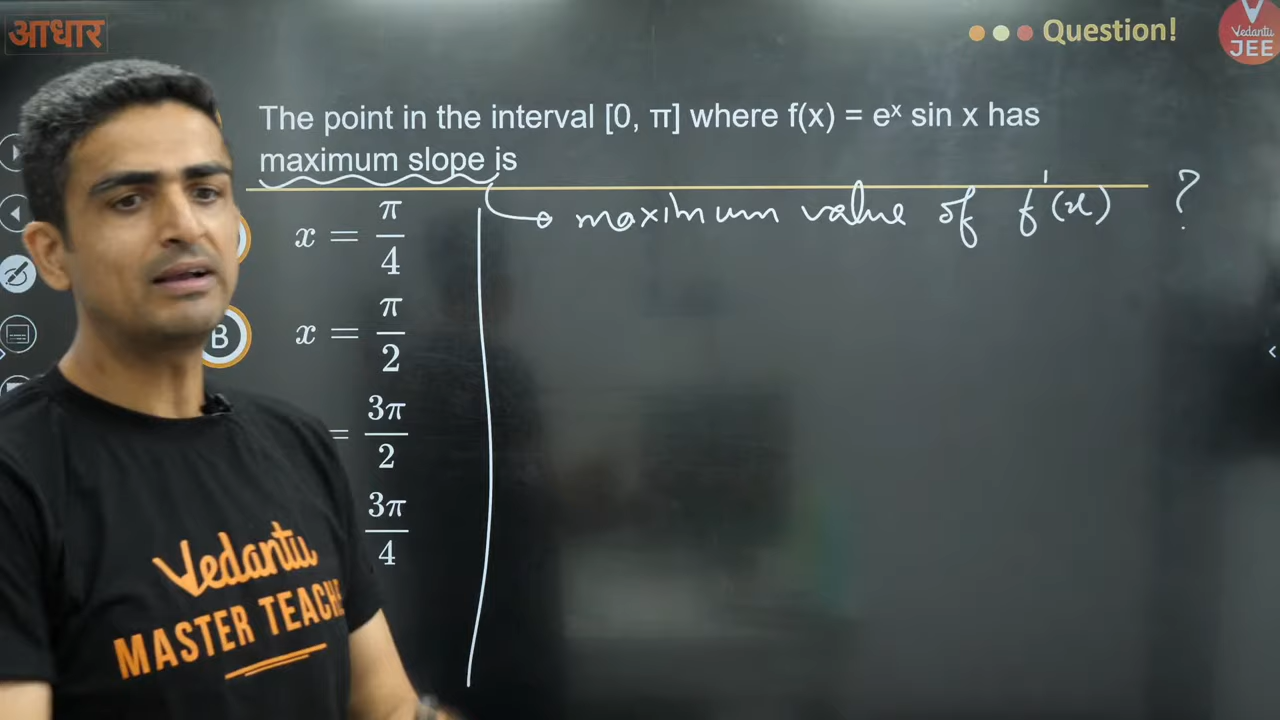 आधार
Question!
Vedantu
JEE
The point in the interval [0, π] where f(x) = eˣ sin x has
maximum slope is
maximum value of f'(x) ?
x = π/4
B x = π/2
= 3π/2
3π/4
Vedantu
MASTER TEACHE